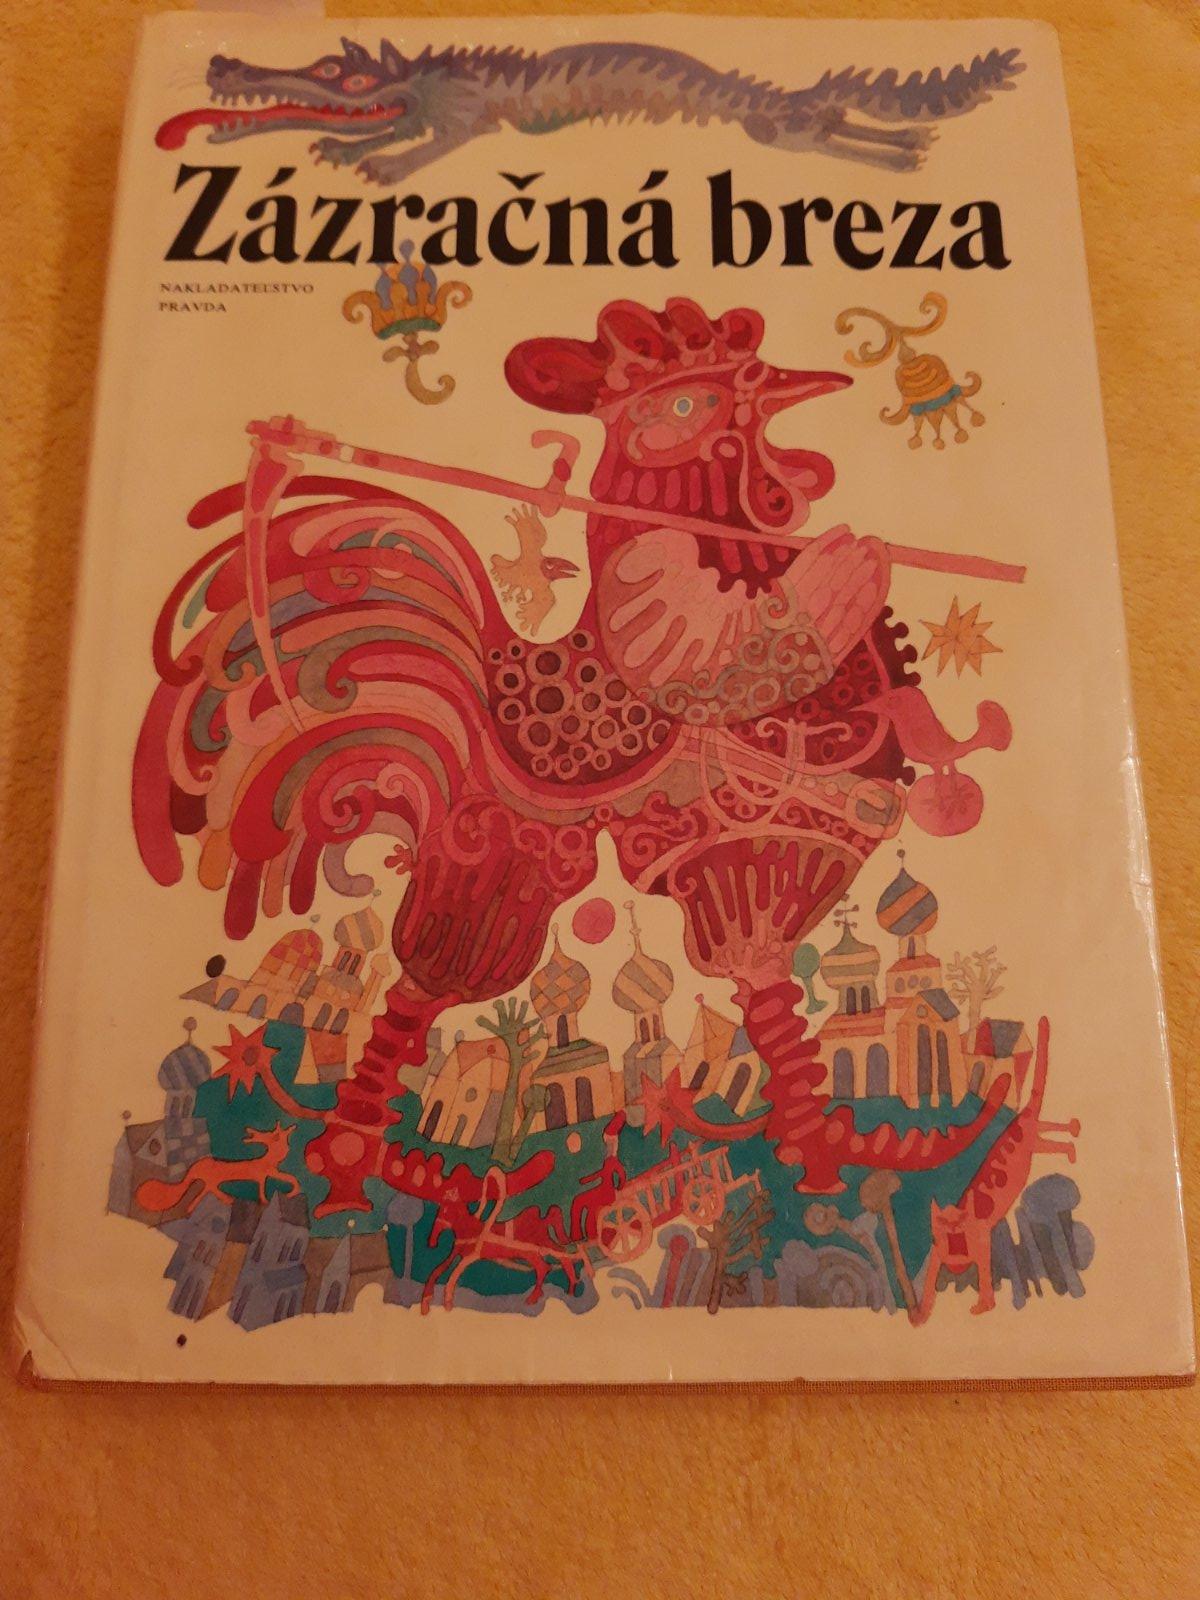 Zázračná breza
NAKLADATEĽSTVO
PRAVDA